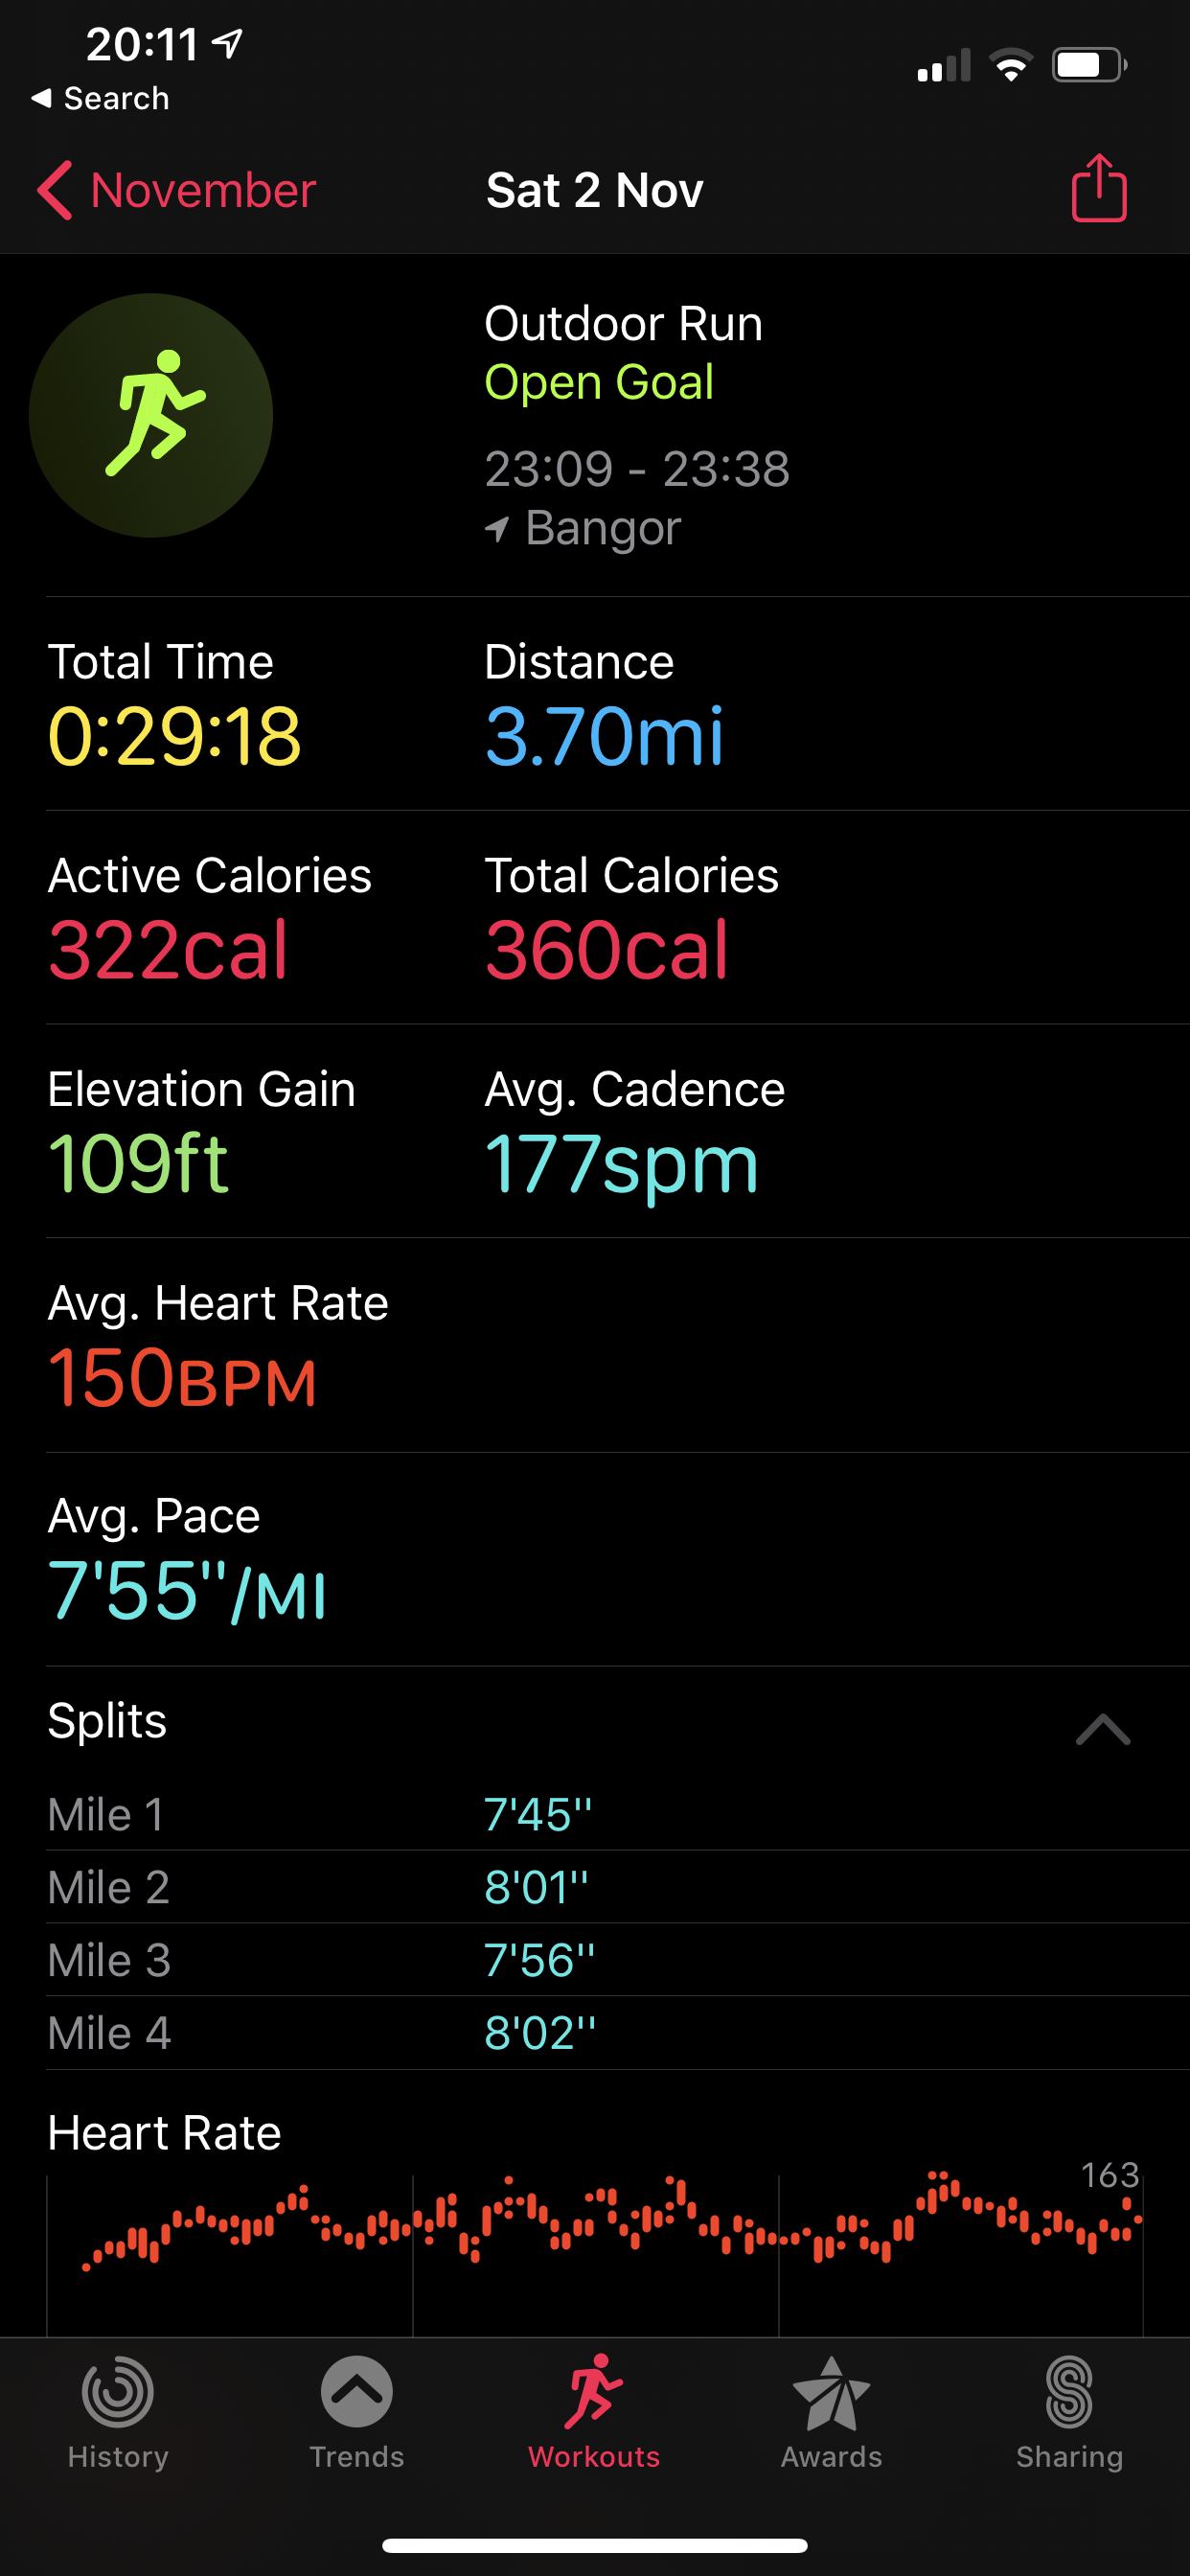 20:11
Search
November
Sat 2 Nov
Outdoor Run
Open Goal
23:09 - 23:38
Bangor
Total Time
Distance
0:29:18
3.70mi
Active Calories
Total Calories
322cal
360cal
Elevation Gain
Avg. Cadence
109ft
177spm
Avg. Heart Rate
150BPM
Avg. Pace
7'55"/MI
Splits
Mile 1 7'45''
Mile 2 8'01''
Mile 3 7'56''
Mile 4 8'02''
Heart Rate
163
History
Trends
Workouts
Awards
Sharing